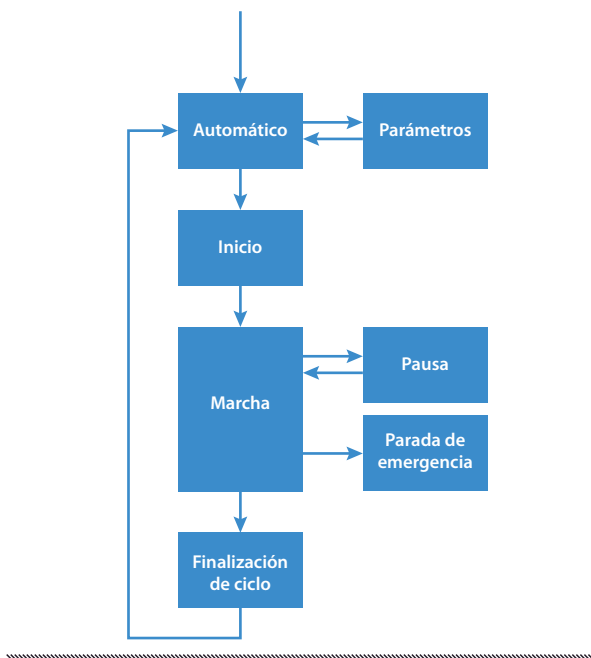 Automático
Parámetros
Inicio
Marcha
Pausa
Parada de
emergencia
Finalización
de ciclo